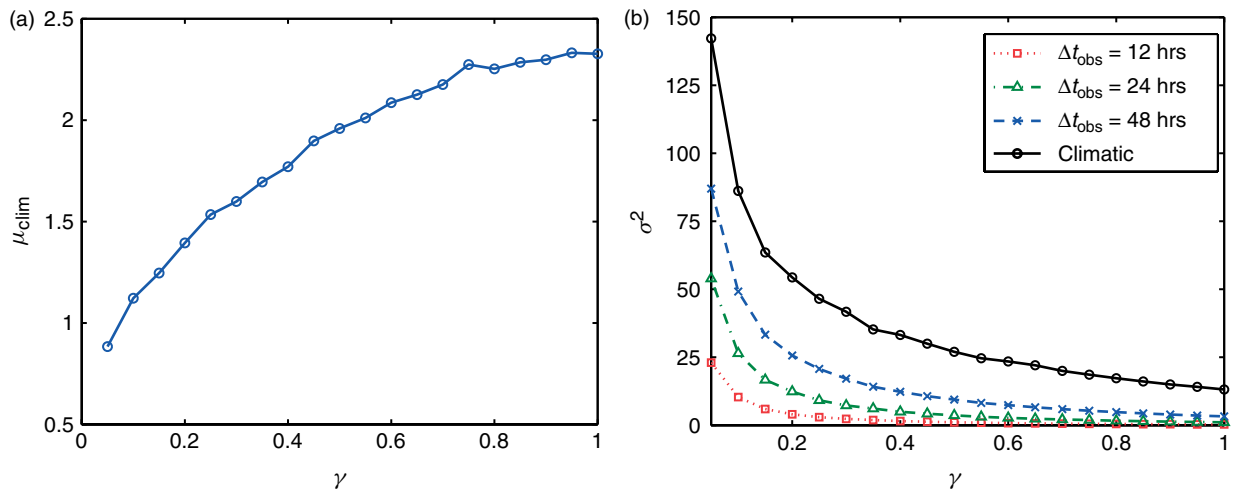 (a)
2.5
2
1.5
1
0.5
μclim
0 0.2 0.4 0.6 0.8 1
γ
(b)
150
125
100
75
50
25
0
σ²
0.2 0.4 0.6 0.8 1
γ
Δtobs = 12 hrs
Δtobs = 24 hrs
Δtobs = 48 hrs
Climatic